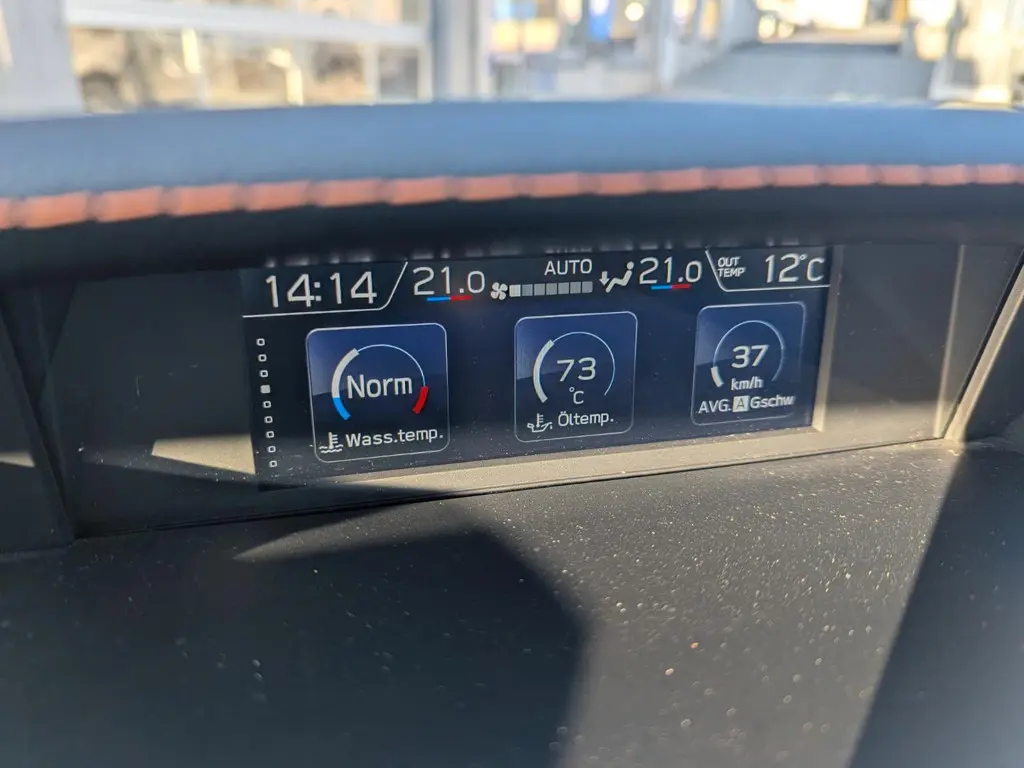 14:14
21.0
AUTO
21.0
OUT
TEMP
12°C
Norm
Wass.temp.
73
°C
Öltemp.
37
km/h
AVG. A Gschw